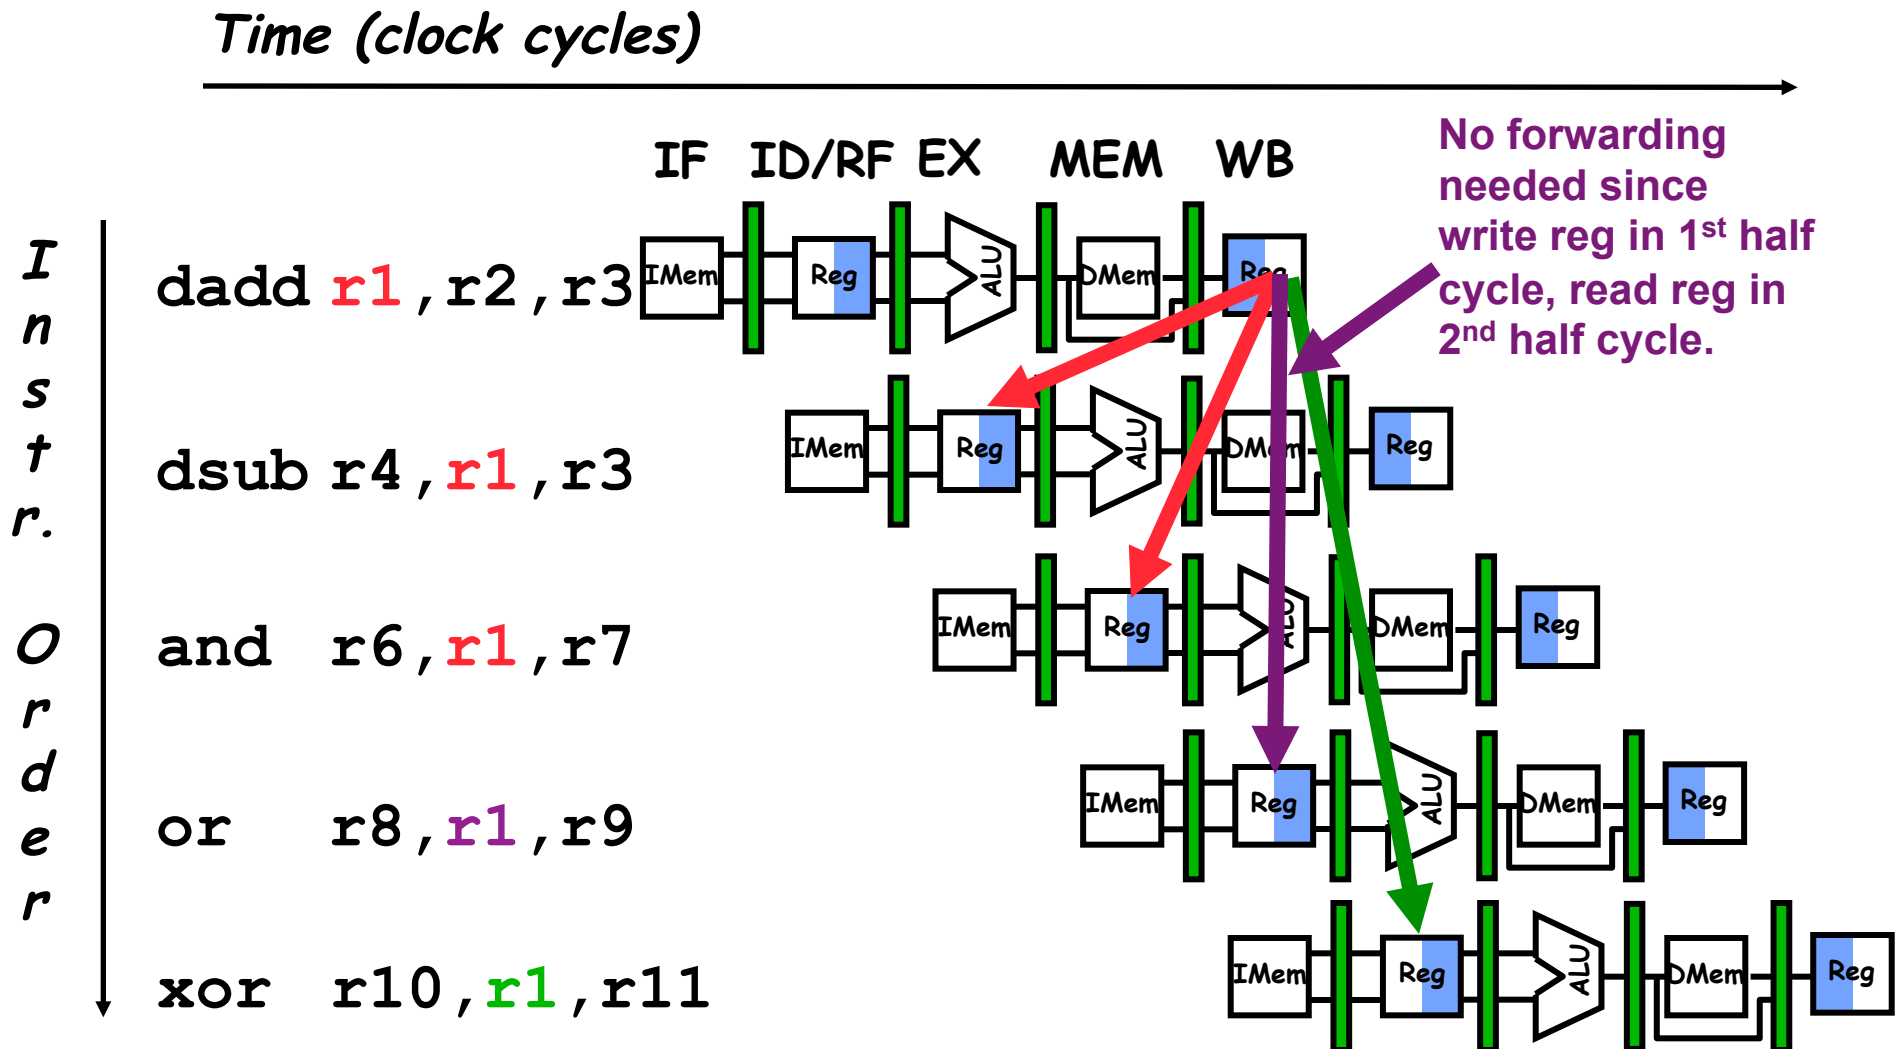 Time (clock cycles)
IF ID/RF EX MEM WB
No forwarding
needed since
write reg in 1st half
cycle, read reg in
2nd half cycle.
Instr. Order
dadd r1,r2,r3
IMem Reg ALU DMem Reg
dsub r4,r1,r3
IMem Reg ALU DMem Reg
and r6,r1,r7
IMem Reg ALU DMem Reg
or r8,r1,r9
IMem Reg ALU DMem Reg
xor r10,r1,r11
IMem Reg ALU DMem Reg